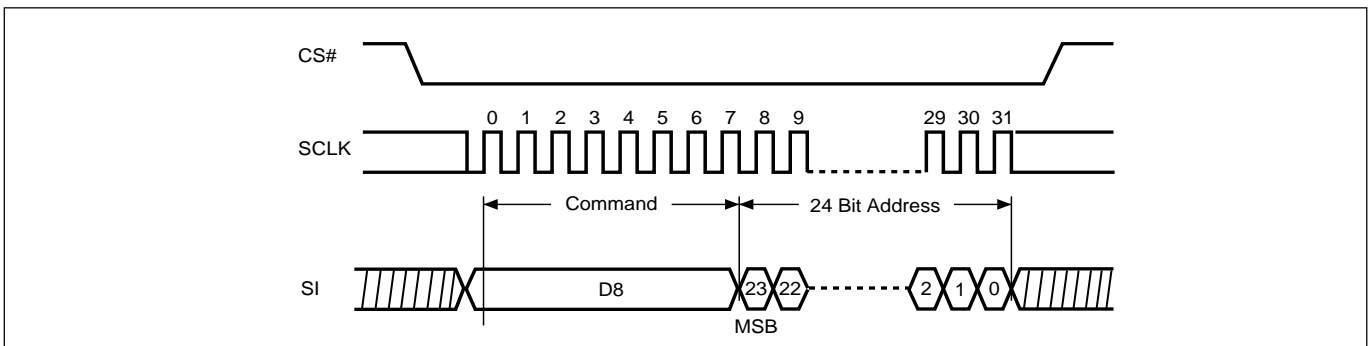 CS#
0 1 2 3 4 5 6 7 8 9 29 30 31
SCLK
Command 24 Bit Address
SI D8 23 22 2 1 0
MSB